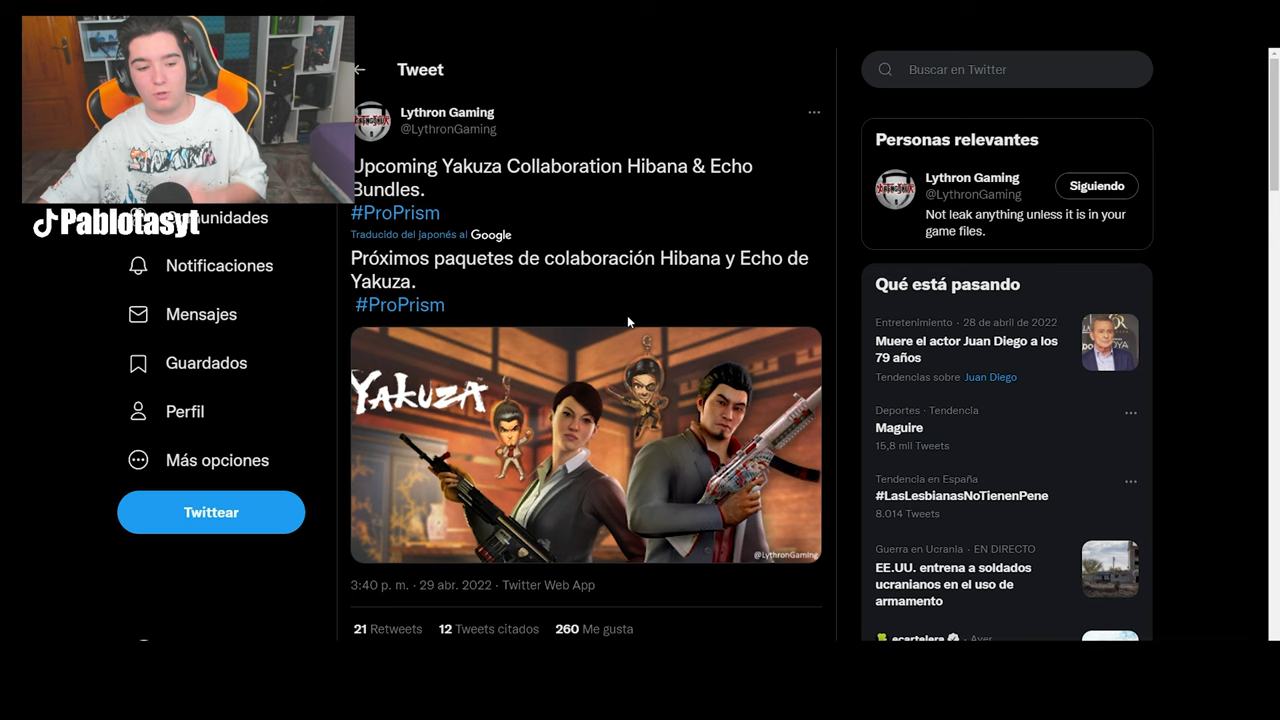 Tweet
Lythron Gaming
@LythronGaming
Upcoming Yakuza Collaboration Hibana & Echo
Bundles.
#ProPrism
Traducido del japonés al Google
Próximos paquetes de colaboración Hibana y Echo de
Yakuza.
#ProPrism
YAKUZA
@LythronGaming
3:40 p. m. · 29 abr. 2022 · Twitter Web App
21 Retweets 12 Tweets citados 260 Me gusta
Pablotasyt
Notificaciones
Mensajes
Guardados
Perfil
Más opciones
Twittear
Buscar en Twitter
Personas relevantes
Lythron Gaming
@LythronGaming
Siguiendo
Not leak anything unless it is in your
game files.
Qué está pasando
Entretenimiento · 28 de abril de 2022
Muere el actor Juan Diego a los
79 años
Tendencias sobre Juan Diego
Deportes · Tendencia
Maguire
15,8 mil Tweets
Tendencia en España
#LasLesbianasNoTienenPene
8.014 Tweets
Guerra en Ucrania · EN DIRECTO
EE.UU. entrena a soldados
ucranianos en el uso de
armamento
ecartelera · Ayer